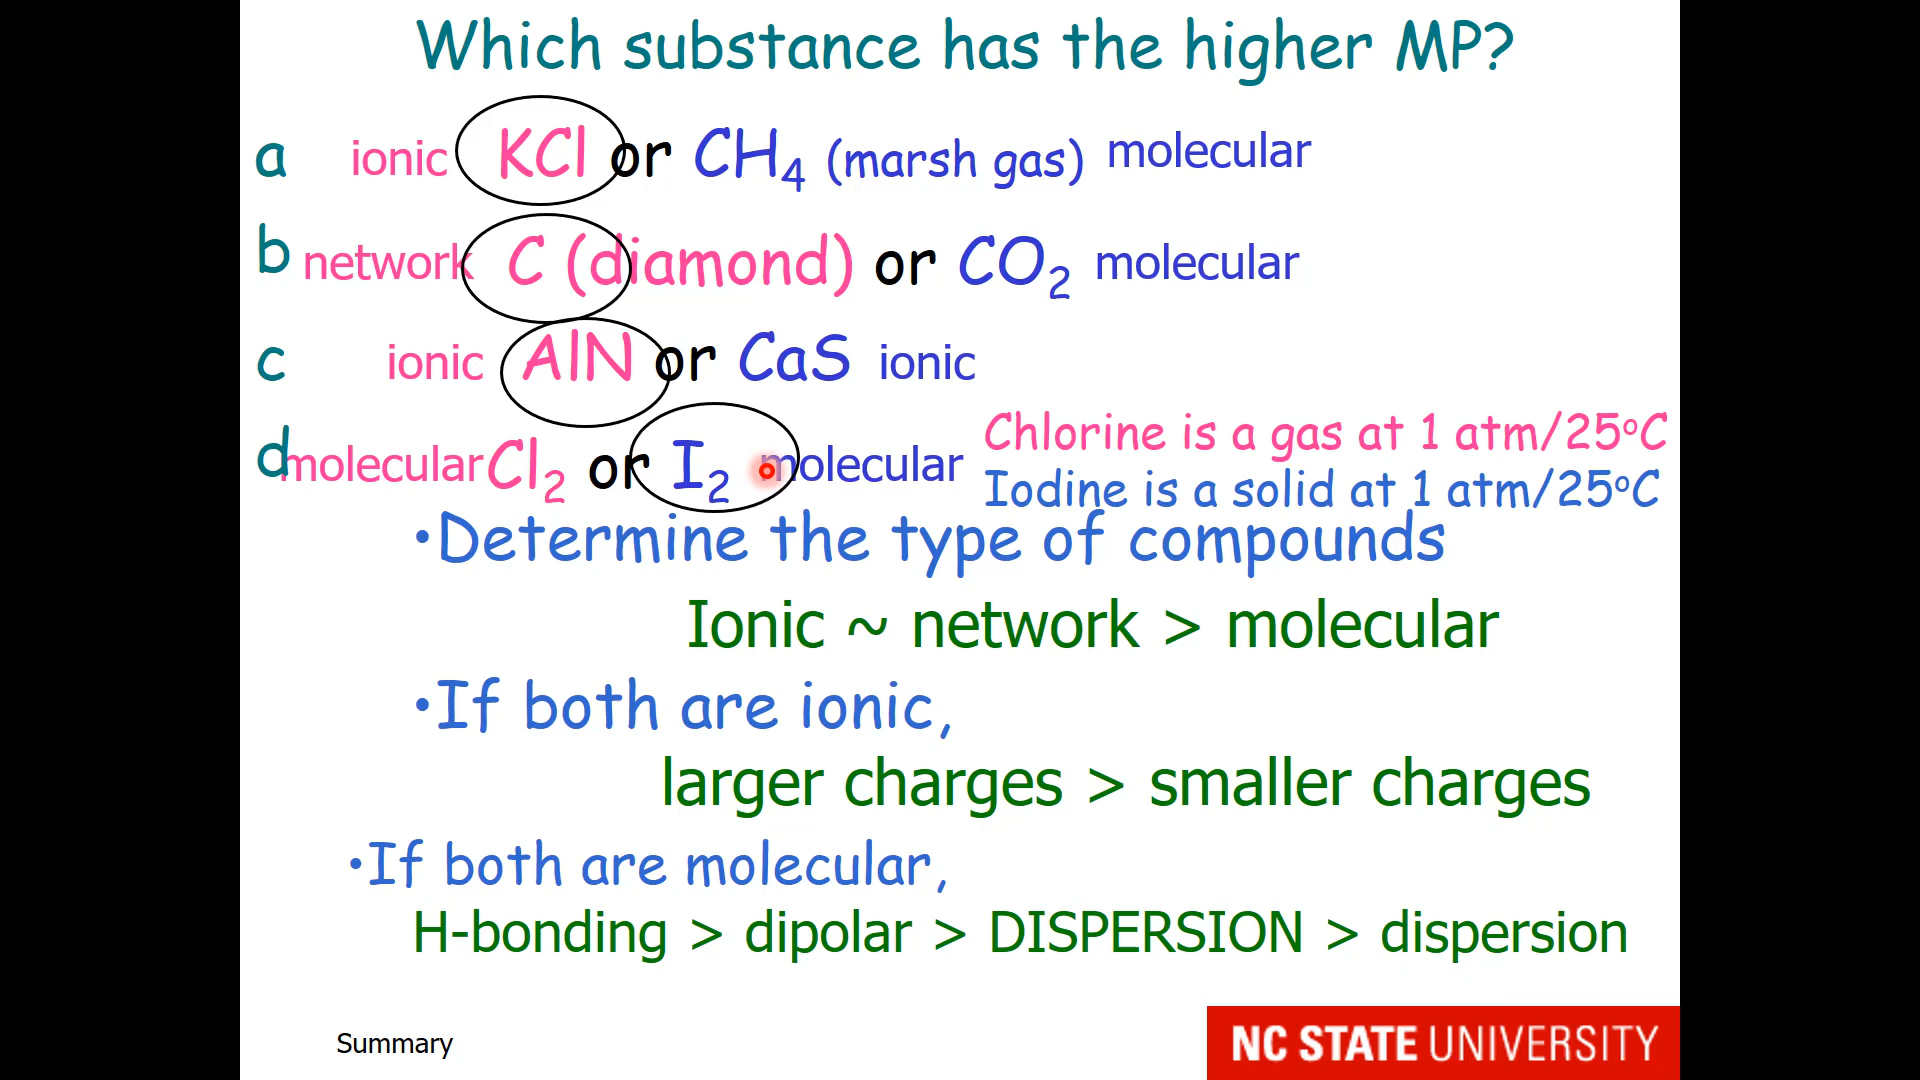 Which substance has the higher MP?
a ionic KCl or CH₄ (marsh gas) molecular
b network C (diamond) or CO₂ molecular
c ionic AlN or CaS ionic
d molecular Cl₂ or I₂ molecular
Chlorine is a gas at 1 atm/25ºC
Iodine is a solid at 1 atm/25ºC
•Determine the type of compounds
Ionic ~ network > molecular
•If both are ionic,
larger charges > smaller charges
•If both are molecular,
H-bonding > dipolar > DISPERSION > dispersion
Summary
NC STATE UNIVERSITY